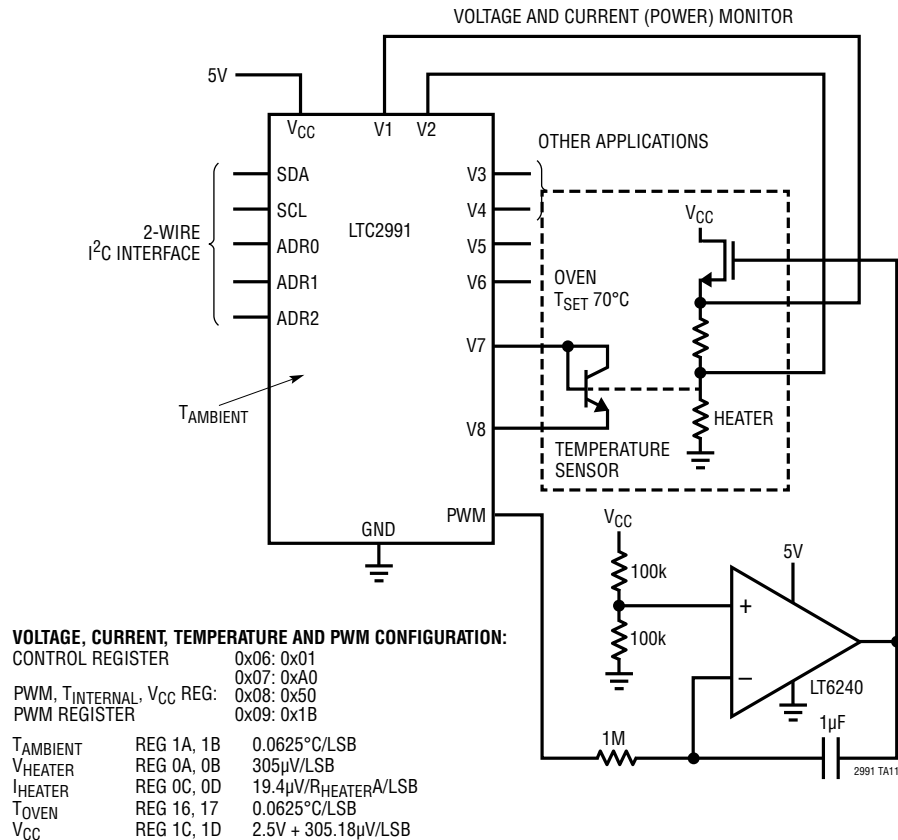 VOLTAGE AND CURRENT (POWER) MONITOR
5V
VCC
V1
V2
OTHER APPLICATIONS
SDA
SCL
ADR0
ADR1
ADR2
2-WIRE
I²C INTERFACE
LTC2991
V3
V4
V5
V6
V7
V8
PWM
GND
TAMBIENT
VCC
OVEN
TSET 70°C
HEATER
TEMPERATURE
SENSOR
VCC
100k
100k
5V
+
–
LT6240
1M
1µF
2991 TA11
VOLTAGE, CURRENT, TEMPERATURE AND PWM CONFIGURATION:
CONTROL REGISTER 0x06: 0x01
0x07: 0xA0
PWM, TINTERNAL, VCC REG: 0x08: 0x50
PWM REGISTER 0x09: 0x1B
TAMBIENT REG 1A, 1B 0.0625°C/LSB
VHEATER REG 0A, 0B 305µV/LSB
IHEATER REG 0C, 0D 19.4µV/RHEATERA/LSB
TOVEN REG 16, 17 0.0625°C/LSB
VCC REG 1C, 1D 2.5V + 305.18µV/LSB